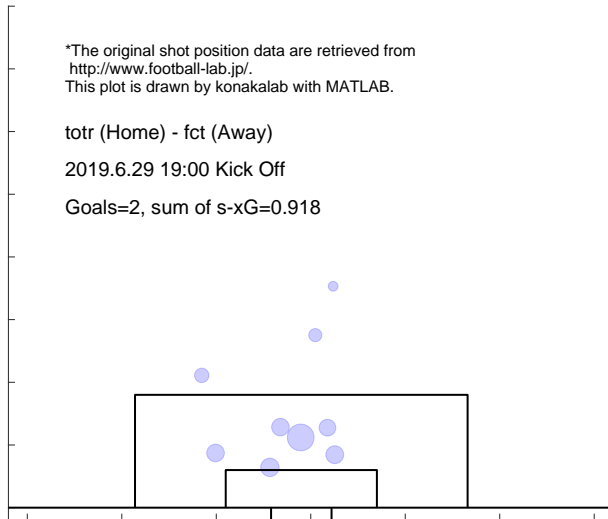 *The original shot position data are retrieved from
http://www.football-lab.jp/.
This plot is drawn by konakalab with MATLAB.
totr (Home) - fct (Away)
2019.6.29 19:00 Kick Off
Goals=2, sum of s-xG=0.918